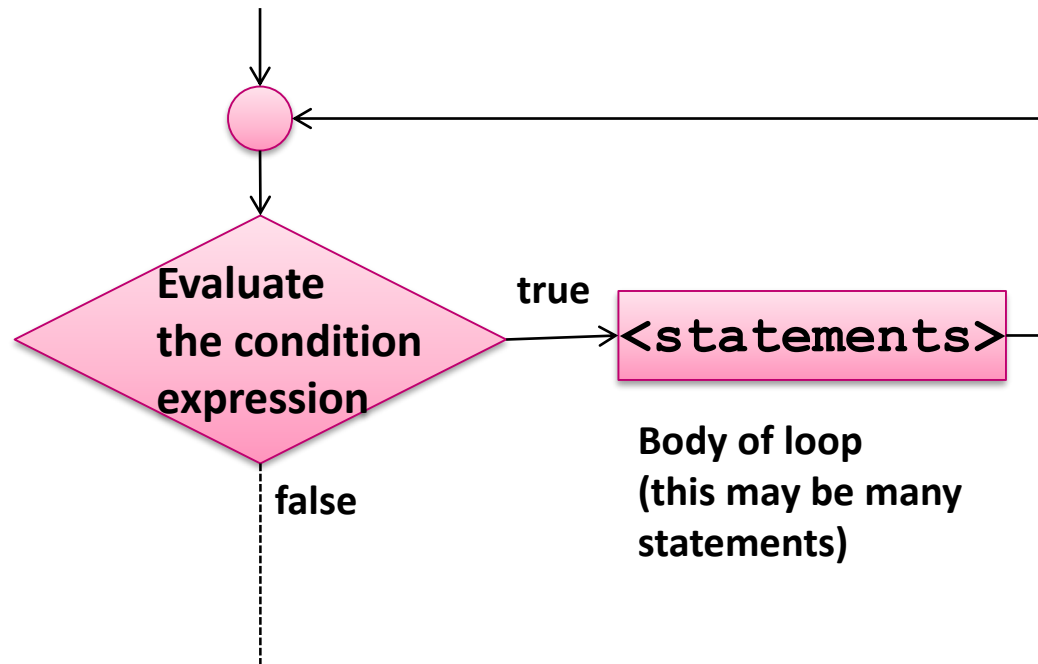 Evaluate
the condition
expression
true
<statements>
Body of loop
(this may be many
statements)
false